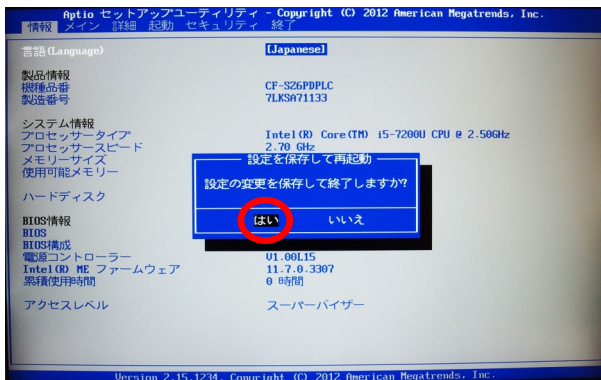 Aptio セットアップユーティリティ - Copyright (C) 2012 American Megatrends, Inc.
情報 メイン 詳細 起動 セキュリティ 終了
言語(Language) [Japanese]
製品情報
機種品番 CF-SZ6PDPLC
製造番号 7LKSA71133
システム情報
プロセッサータイプ Intel(R) Core(TM) i5-7200U CPU @ 2.50GHz
プロセッサースピード 2.70 GHz
メモリーサイズ
使用可能メモリー
設定を保存して再起動
設定の変更を保存して終了しますか?
はい いいえ
ハードディスク
BIOS情報
BIOS
BIOS構成
電源コントローラー V1.00L15
Intel(R) ME ファームウェア 11.7.0.3307
累積使用時間 0 時間
アクセスレベル スーパーバイザー
Version 2.15.1234. Copyright (C) 2012 American Megatrends, Inc.